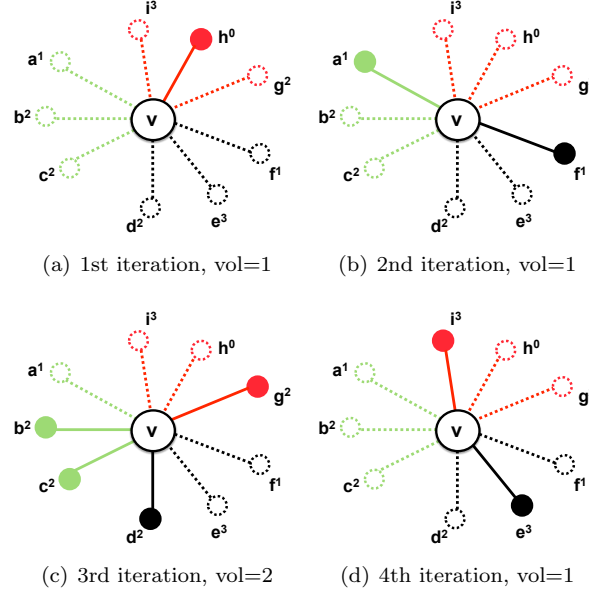 i³
h⁰
a¹
g²
b²
v
c²
f¹
d²
e³
(a) 1st iteration, vol=1
i³
h⁰
a¹
g
b²
v
c²
f¹
d²
e³
(b) 2nd iteration, vol=1
i³
h⁰
a¹
g²
b²
v
c²
f¹
d²
e³
(c) 3rd iteration, vol=2
i³
h⁰
a¹
g
b²
v
c²
f¹
d²
e³
(d) 4th iteration, vol=1